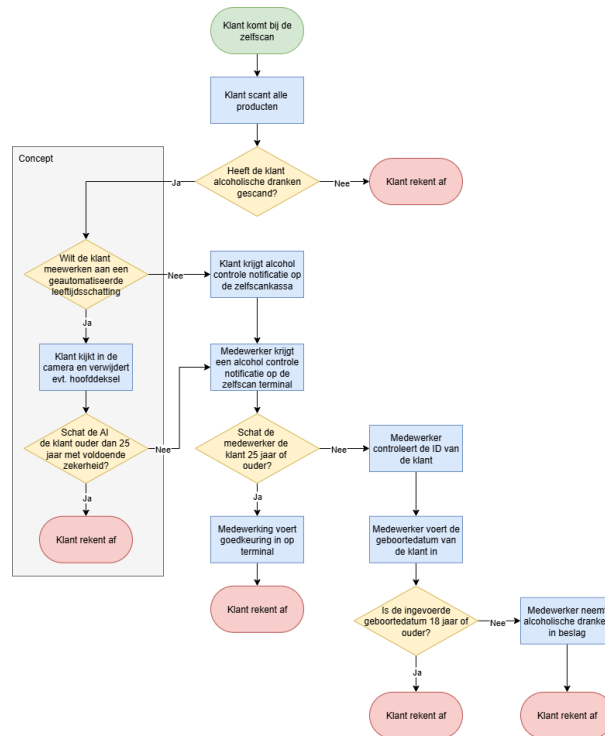 Klant komt bij de
zelfscan
Klant scant alle
producten
Concept
Heeft de klant
alcoholische dranken
gescand?
Ja
Nee
Klant rekent af
Wilt de klant
meewerken aan een
geautomatiseerde
leeftijdsschatting
Nee
Klant krijgt alcohol
controle notificatie op
de zelfscankassa
Ja
Klant kijkt in de
camera en verwijdert
evt. hoofddeksel
Medewerker krijgt
een alcohol controle
notificatie op de
zelfscan terminal
Schat de AI
de klant ouder dan 25
jaar met voldoende
zekerheid?
Nee
Schat de
medewerker de
klant 25 jaar of
ouder?
Nee
Medewerker
controleert de ID van
de klant
Ja
Ja
Klant rekent af
Medewerking voert
goedkeuring in op
terminal
Medewerker voert de
geboortedatum van
de klant in
Klant rekent af
Is de ingevoerde
geboortedatum 18 jaar of
ouder?
Nee
Medewerker neemt
alcoholische dranken
in beslag
Ja
Klant rekent af
Klant rekent af